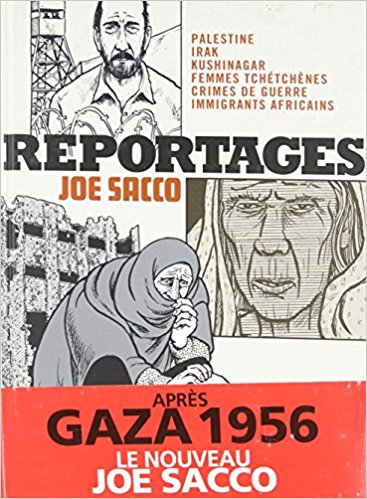 PALESTINE
IRAK
KUSHINAGAR
FEMMES TCHÉTCHÈNES
CRIMES DE GUERRE
IMMIGRANTS AFRICAINS
REPORTAGES
JOE SACCO
APRÈS
GAZA 1956
LE NOUVEAU
JOE SACCO